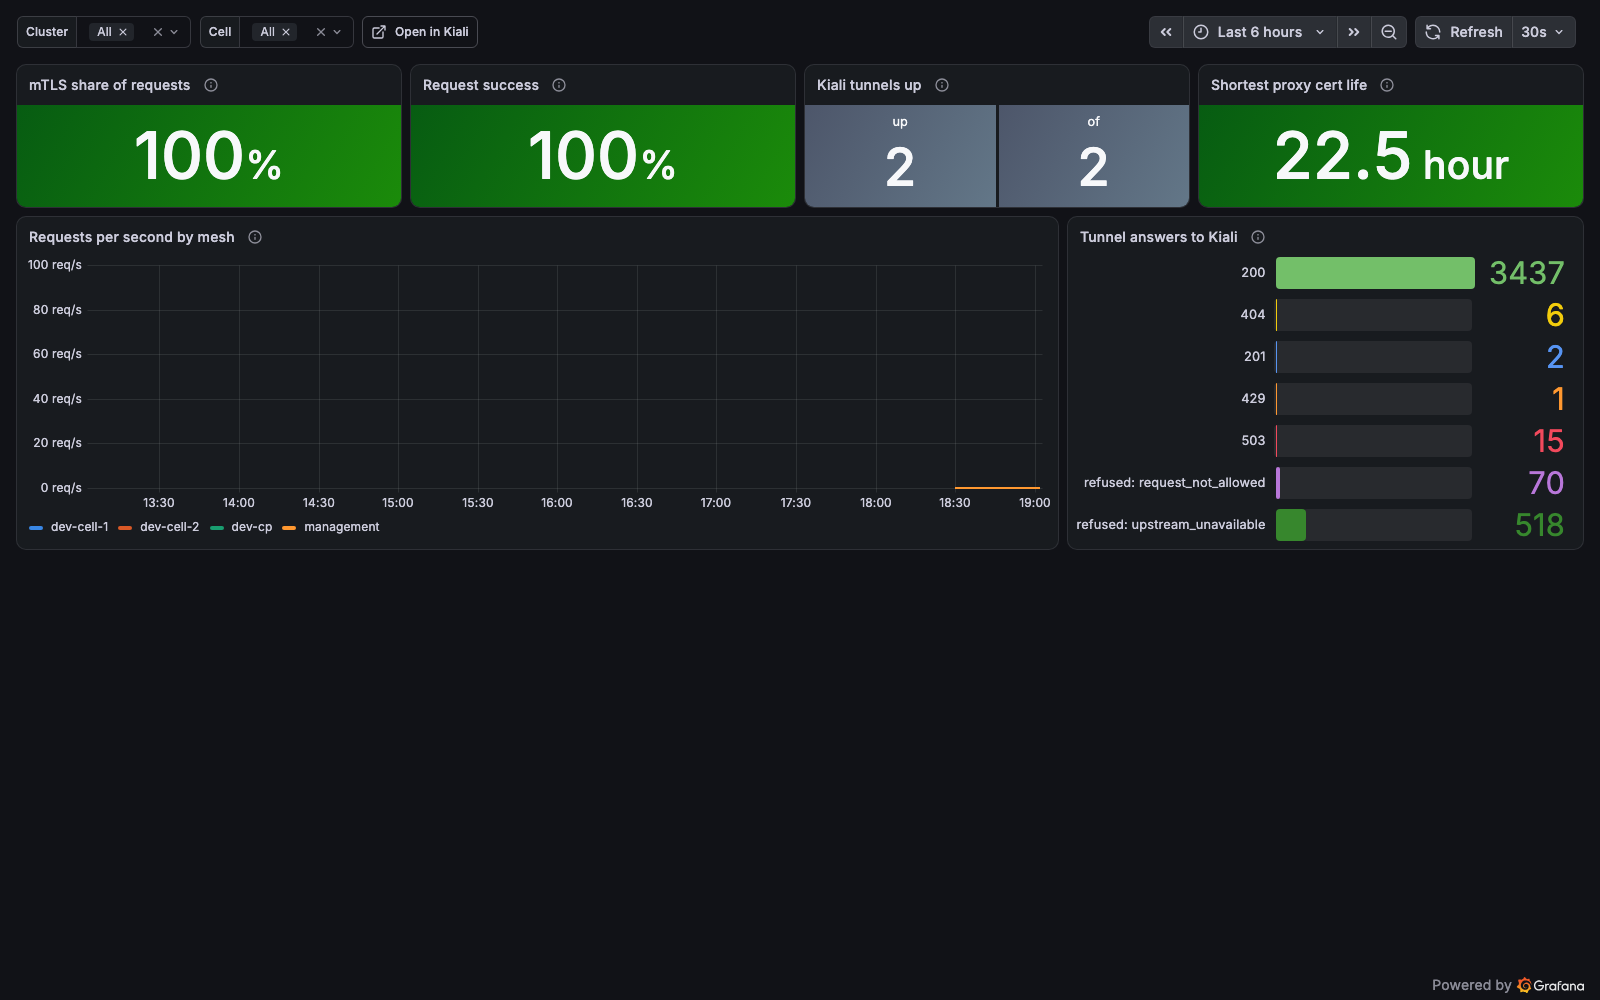 Cluster All Cell All Open in Kiali Last 6 hours Refresh 30s
mTLS share of requests
100%
Request success
100%
Kiali tunnels up
up of
2 2
Shortest proxy cert life
22.5 hour
Requests per second by mesh
100 req/s
80 req/s
60 req/s
40 req/s
20 req/s
0 req/s
13:30 14:00 14:30 15:00 15:30 16:00 16:30 17:00 17:30 18:00 18:30 19:00
dev-cell-1 dev-cell-2 dev-cp management
Tunnel answers to Kiali
200 3437
404 6
201 2
429 1
503 15
refused: request_not_allowed 70
refused: upstream_unavailable 518
Powered by Grafana